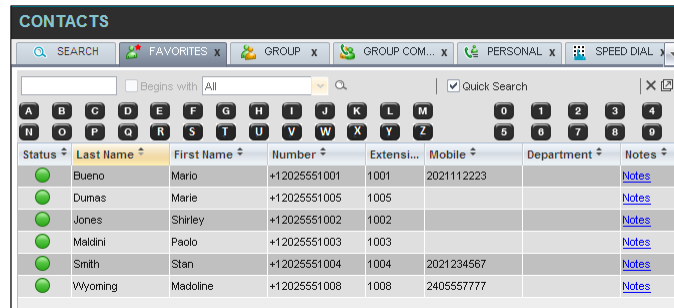 CONTACTS
SEARCH FAVORITES x GROUP x GROUP COM... x PERSONAL x SPEED DIAL
Begins with All Quick Search
A B C D E F G H I J K L M 0 1 2 3 4
N O P Q R S T U V W X Y Z 5 6 7 8 9
Status Last Name First Name Number Extensi... Mobile Department Notes
Bueno Mario +12025551001 1001 2021112223 Notes
Dumas Marie +12025551005 1005 Notes
Jones Shirley +12025551002 1002 Notes
Maldini Paolo +12025551003 1003 Notes
Smith Stan +12025551004 1004 2021234567 Notes
Wyoming Madoline +12025551008 1008 2405557777 Notes